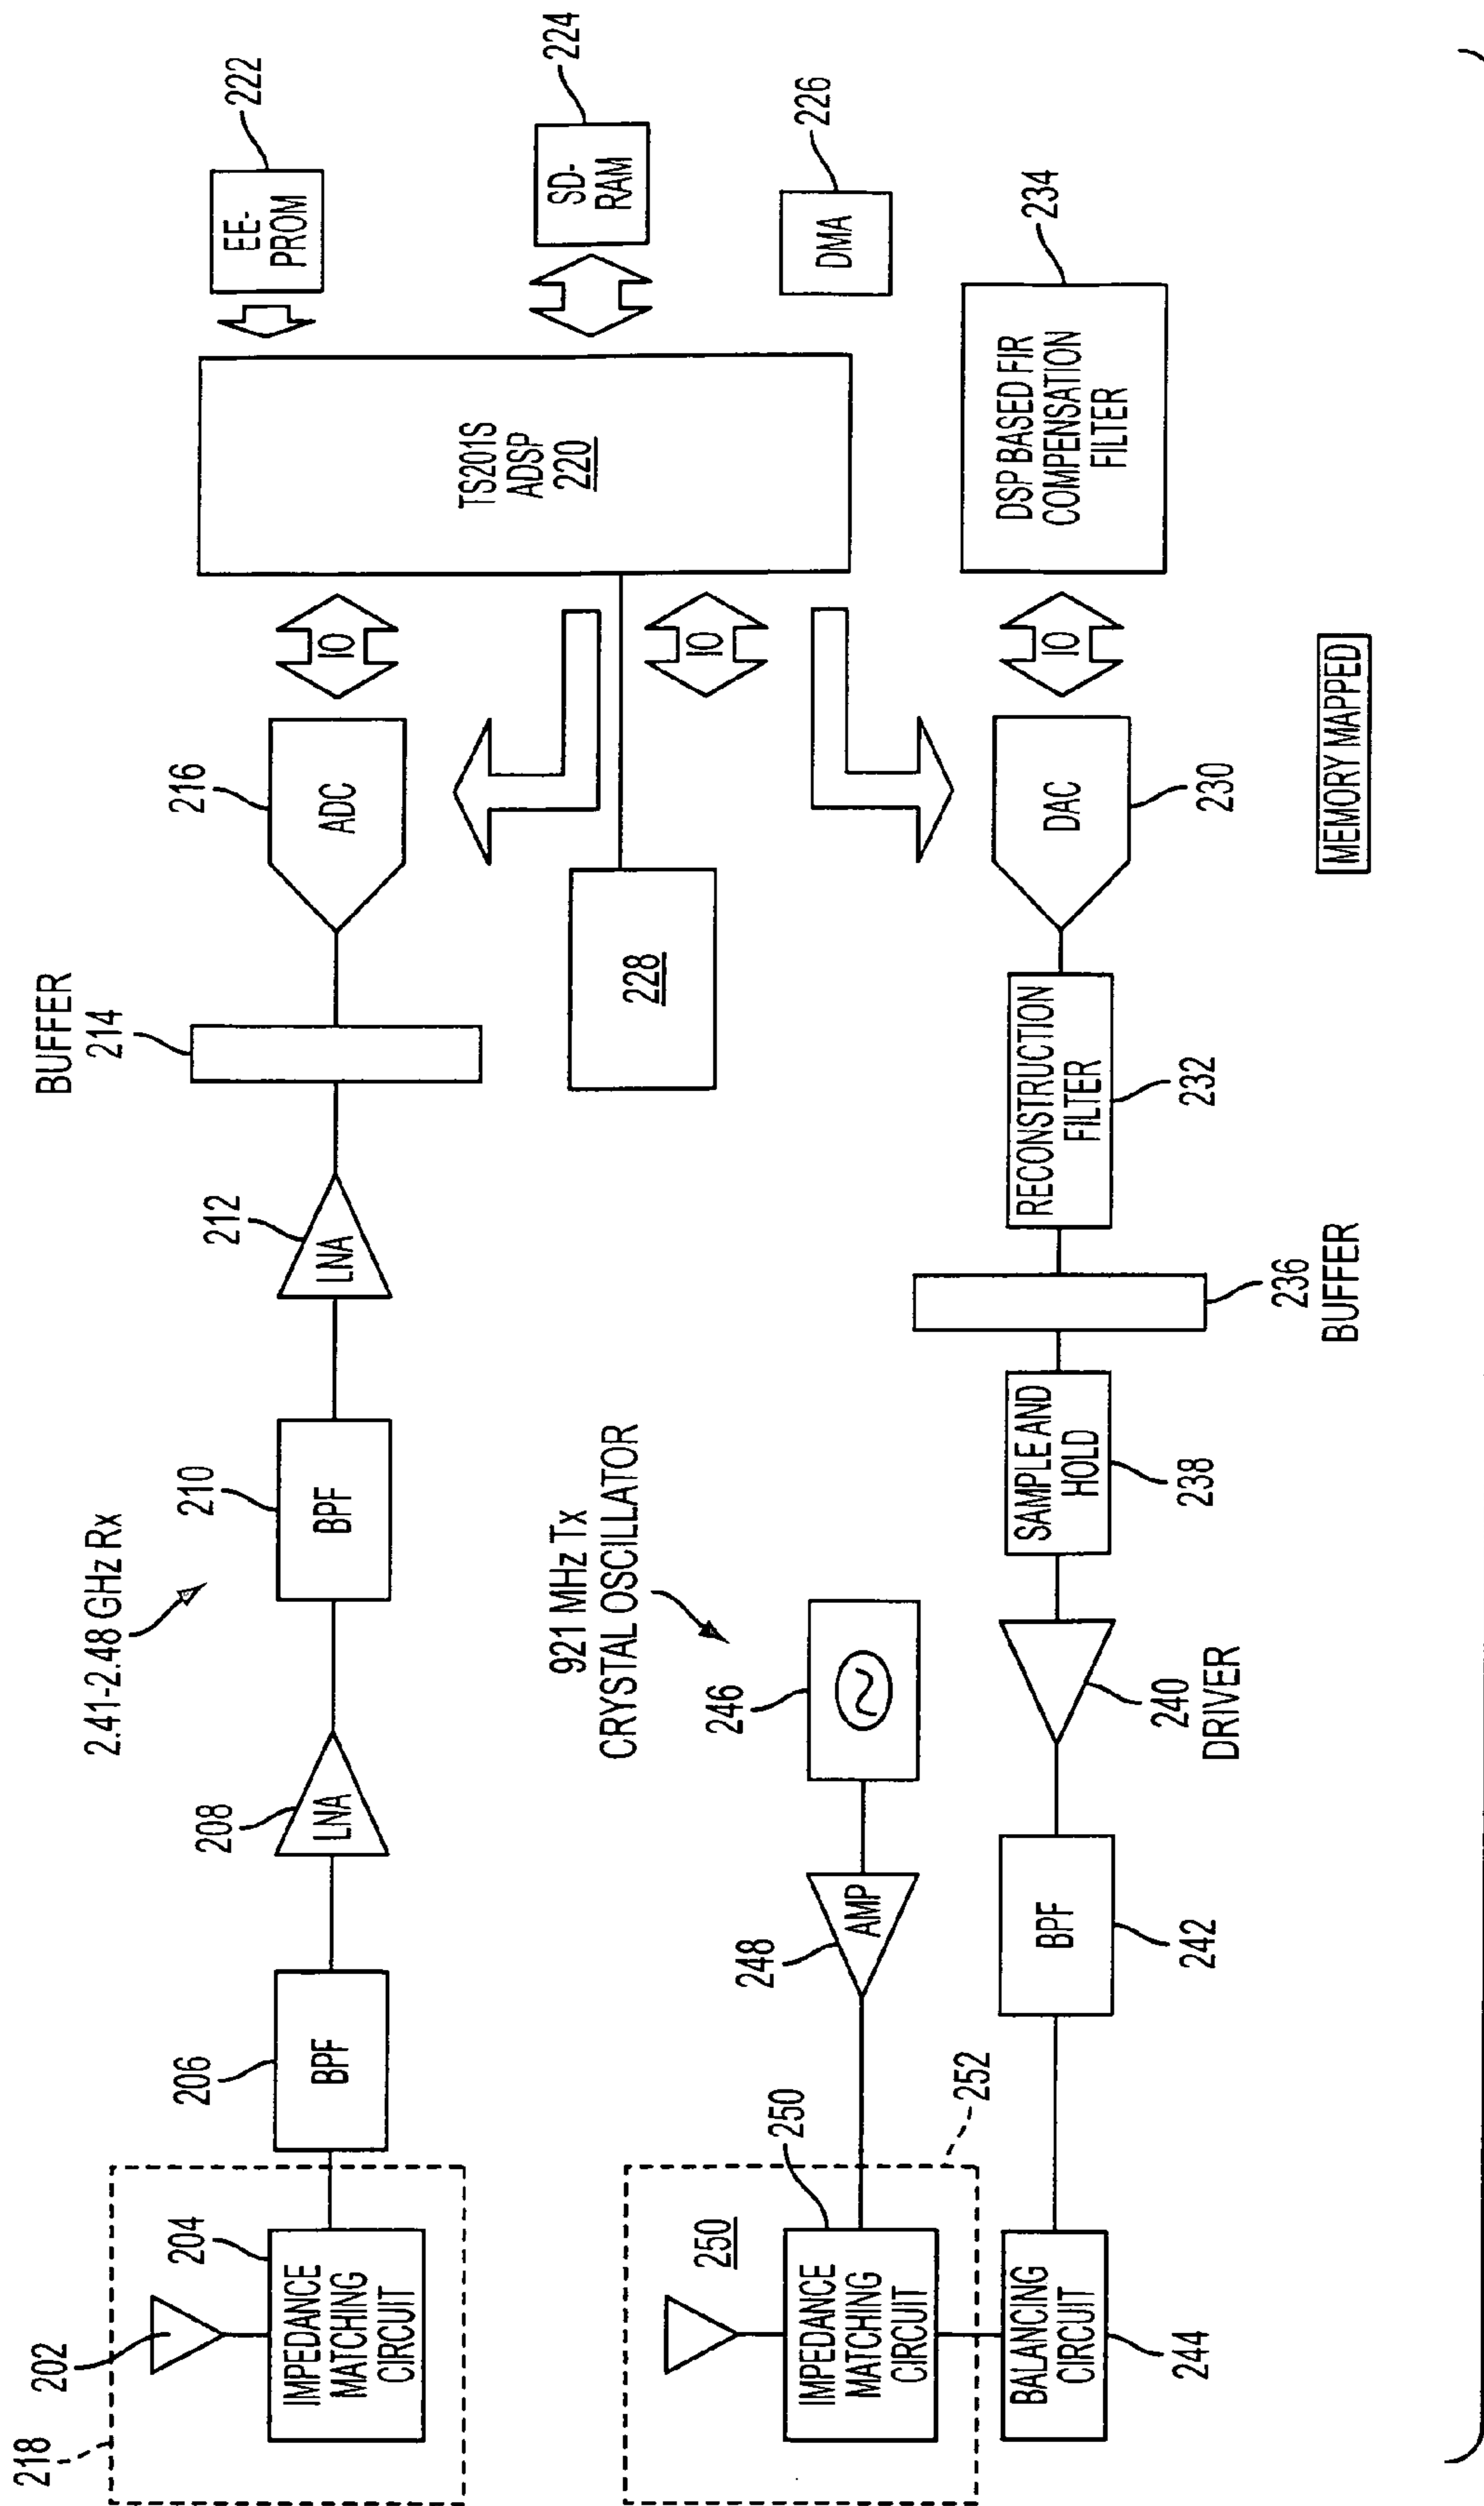 218
202
204
IMPEDANCE
MATCHING
CIRCUIT
206
BPF
208
LNA
2.41-2.48 GHz Rx
210
BPF
212
LNA
BUFFER
214
216
ADC
IO
TS201S
ADSP
220
EE-
PROM
222
SD-
RAM
224
DMA
226
228
IO
250
250
IMPEDANCE
MATCHING
CIRCUIT
252
248
AMP
246
921 MHz Tx
CRYSTAL OSCILLATOR
BALANCING
CIRCUIT
244
BPF
242
240
DRIVER
SAMPLE AND
HOLD
238
236
BUFFER
RECONSTRUCTION
FILTER
232
DAC
230
IO
DSP BASED FIR
COMPENSATION
FILTER
234
MEMORY MAPPED